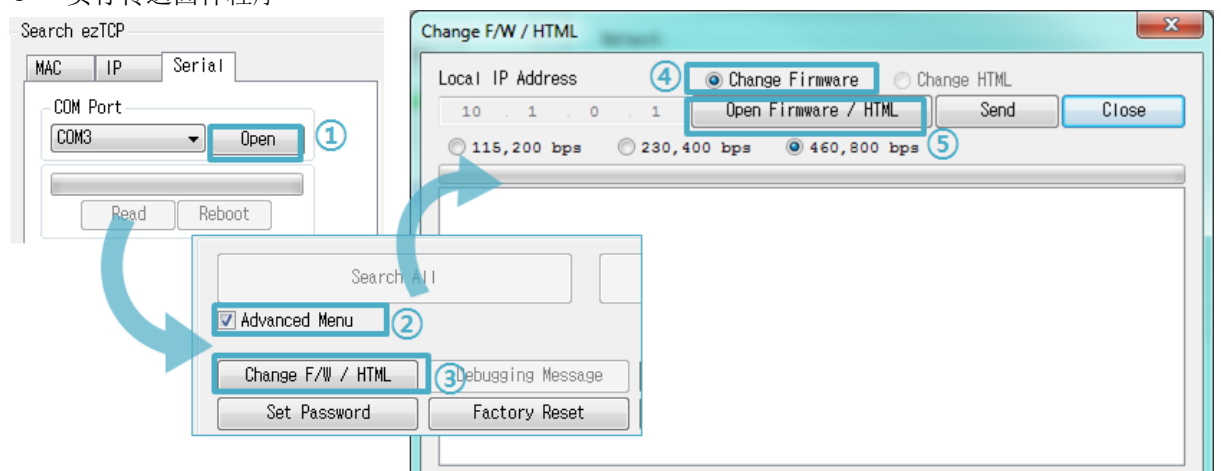 Search ezTCP
MAC IP Serial
COM Port
COM3 Open ①
Read Reboot
Search All
Advanced Menu ②
Change F/W / HTML ③ Debugging Message
Set Password Factory Reset
Change F/W / HTML
Local IP Address ④ Change Firmware Change HTML
10 . 1 . 0 . 1 Open Firmware / HTML Send Close
115,200 bps 230,400 bps 460,800 bps ⑤